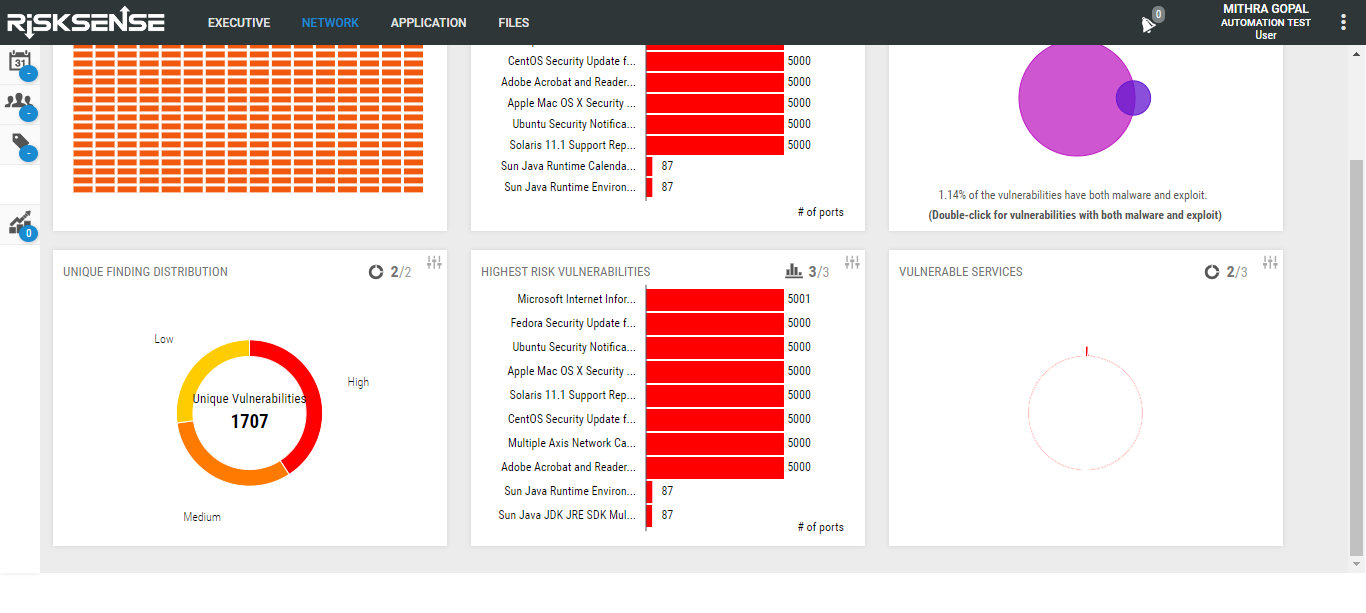 RiSKSENSE
EXECUTIVE
NETWORK
APPLICATION
FILES
0
MITHRA GOPAL
AUTOMATION TEST
User
31
-
-
-
0
CentOS Security Update f... 5000
Adobe Acrobat and Reader... 5000
Apple Mac OS X Security ... 5000
Ubuntu Security Notifica... 5000
Solaris 11.1 Support Rep... 5000
Sun Java Runtime Calenda... 87
Sun Java Runtime Environ... 87
# of ports
1.14% of the vulnerabilities have both malware and exploit.
(Double-click for vulnerabilities with both malware and exploit)
UNIQUE FINDING DISTRIBUTION 2/2
Low
High
Unique Vulnerabilities
1707
Medium
HIGHEST RISK VULNERABILITIES 3/3
Microsoft Internet Infor... 5001
Fedora Security Update f... 5000
Ubuntu Security Notifica... 5000
Apple Mac OS X Security ... 5000
Solaris 11.1 Support Rep... 5000
CentOS Security Update f... 5000
Multiple Axis Network Ca... 5000
Adobe Acrobat and Reader... 5000
Sun Java Runtime Environ... 87
Sun Java JDK JRE SDK Mul... 87
# of ports
VULNERABLE SERVICES 2/3